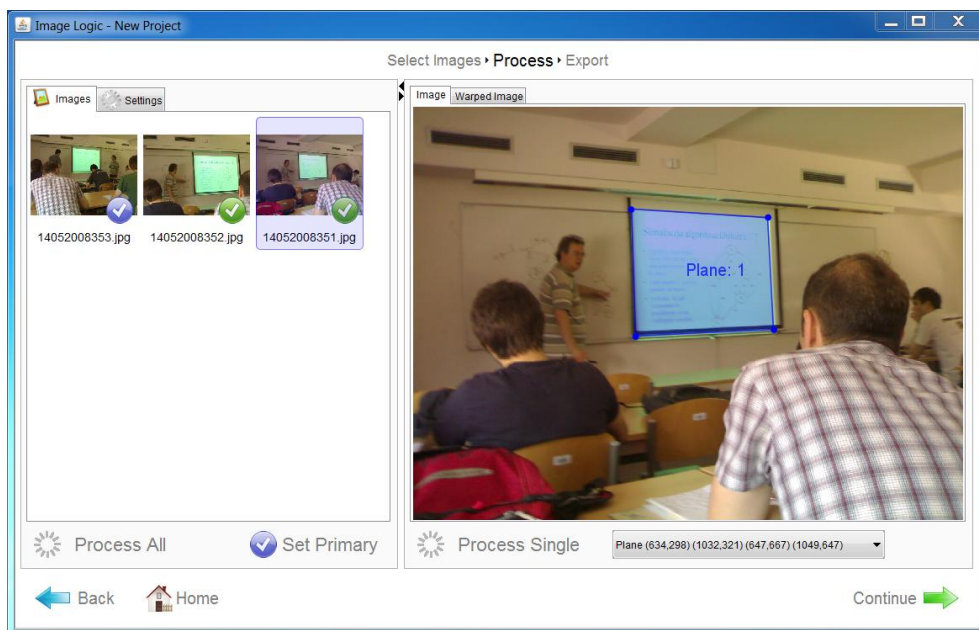 Image Logic - New Project
Select Images • Process • Export
Images
Settings
14052008353.jpg
14052008352.jpg
14052008351.jpg
Process All
Set Primary
Image
Warped Image
Plane: 1
Process Single
Plane (634,298) (1032,321) (647,667) (1049,647)
Back
Home
Continue